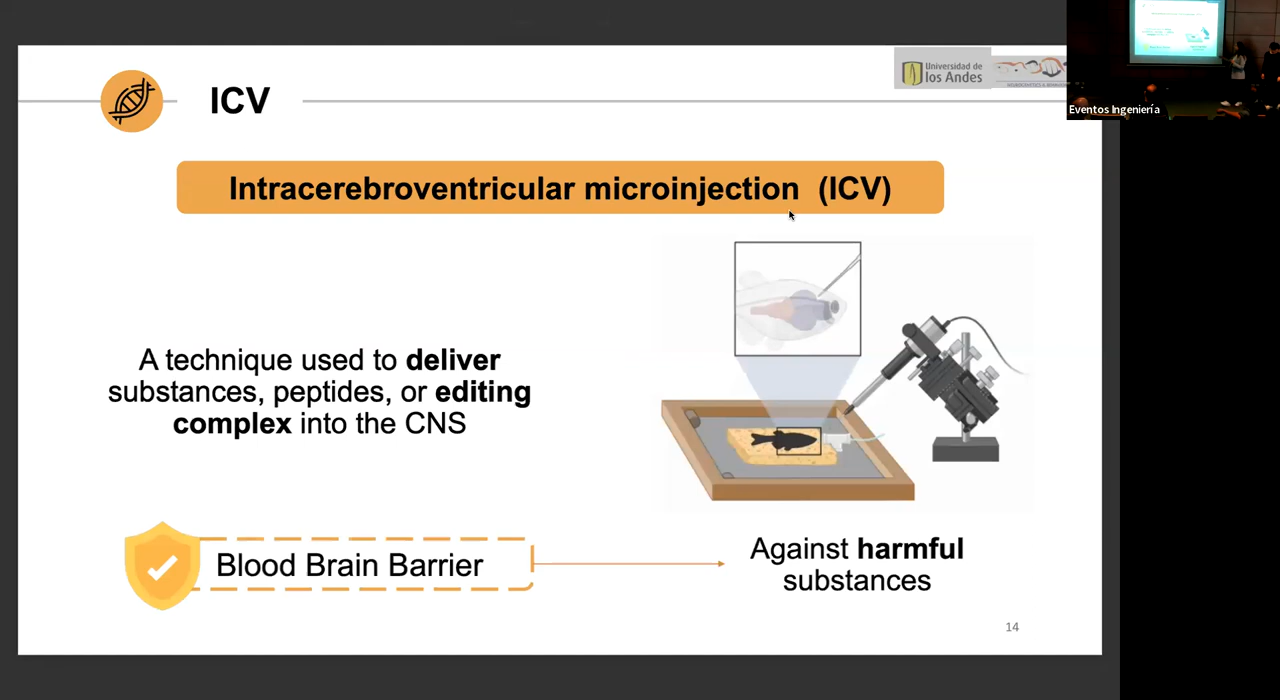 Universidad de
los Andes
Eventos Ingeniería
ICV
Intracerebroventricular microinjection (ICV)
A technique used to deliver
substances, peptides, or editing
complex into the CNS
Blood Brain Barrier
Against harmful
substances
14